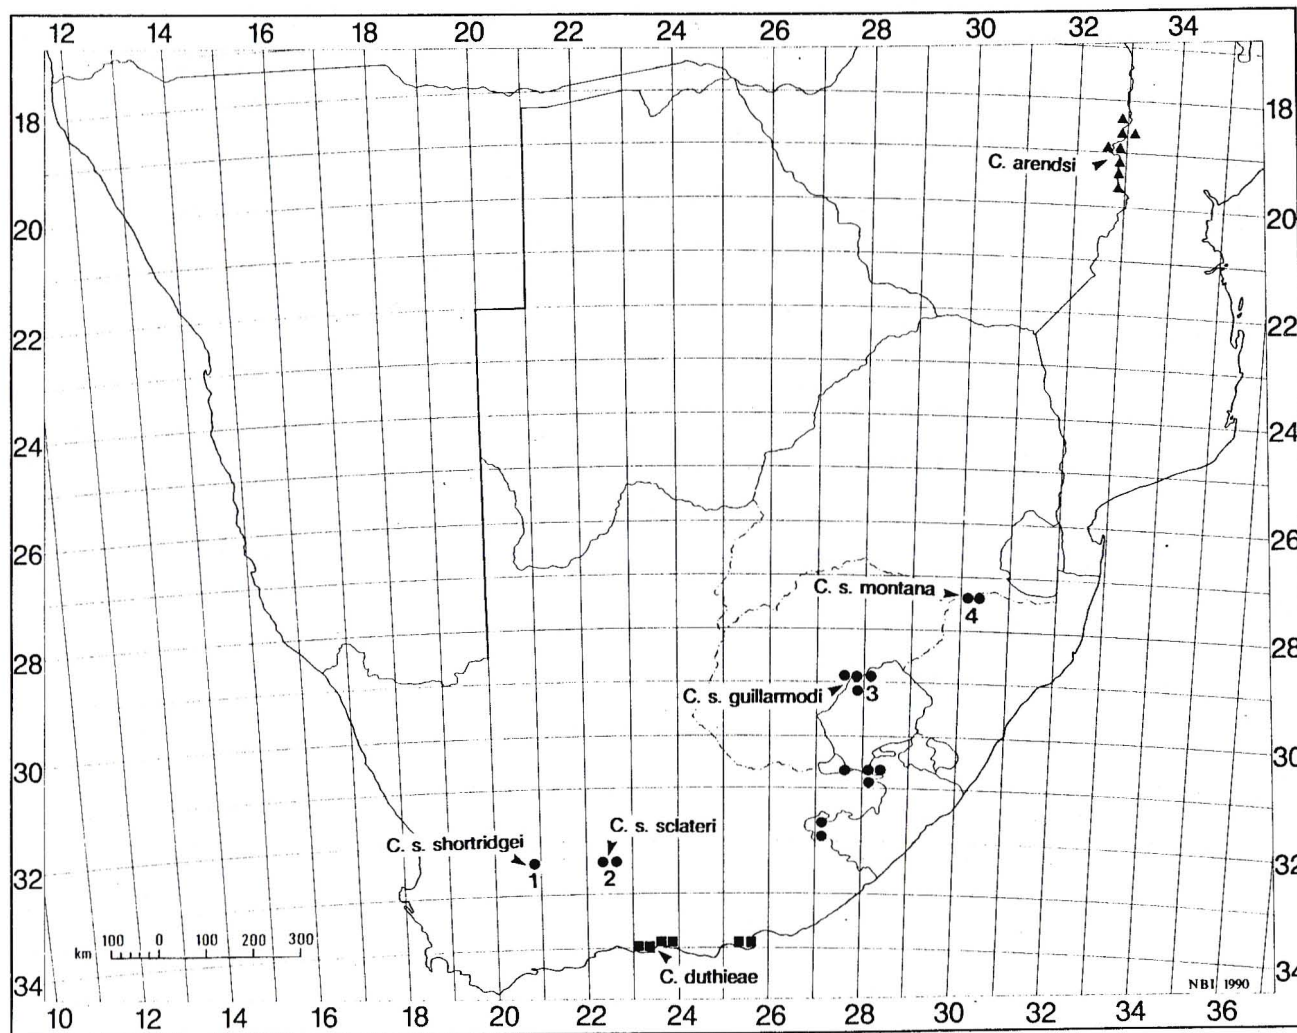 12 14 16 18 20 22 24 26 28 30 32 34
18 18
C. arendsi
20 20
22 22
24 24
26 26
C. s. montana
4
28 28
C. s. guillarmodi 3
30 30
C. s. sclateri
C. s. shortridgei
1 2
32 32
100 0 100 200 300
km
C. duthieae
34 34
NBI 1990
10 12 14 16 18 20 22 24 26 28 30 32 34 36